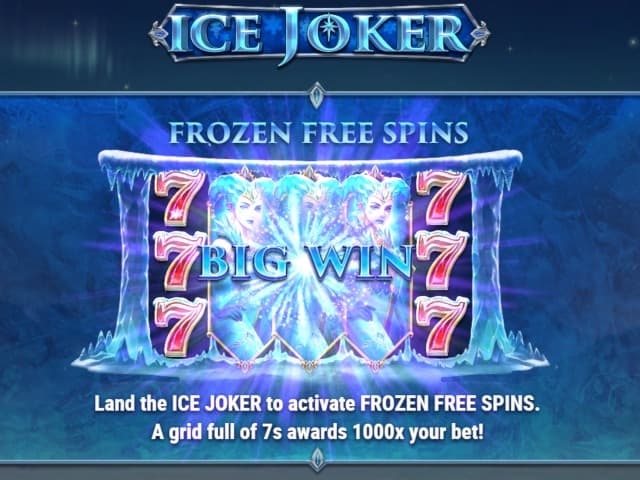 ICE JOKER
FROZEN FREE SPINS
7 7
7 BIG WIN 7
7 7
Land the ICE JOKER to activate FROZEN FREE SPINS.
A grid full of 7s awards 1000x your bet!